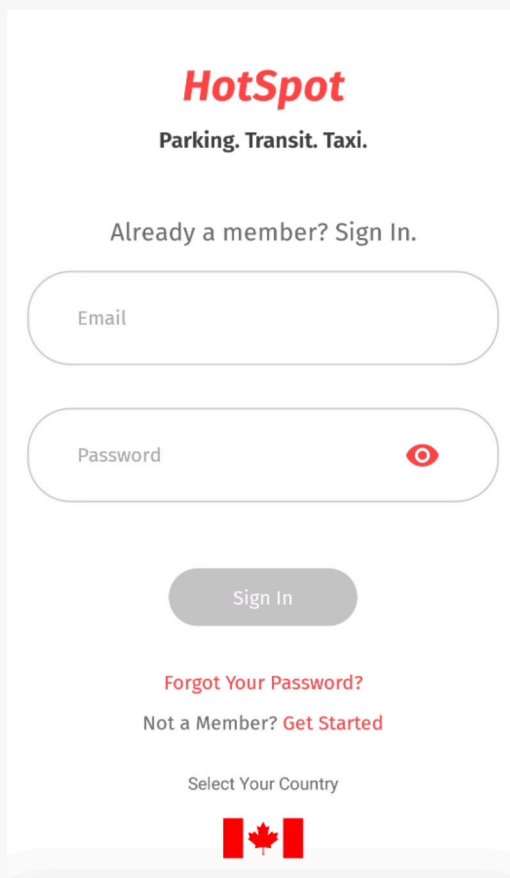 HotSpot
Parking. Transit. Taxi.
Already a member? Sign In.
Email
Password
Sign In
Forgot Your Password?
Not a Member? Get Started
Select Your Country